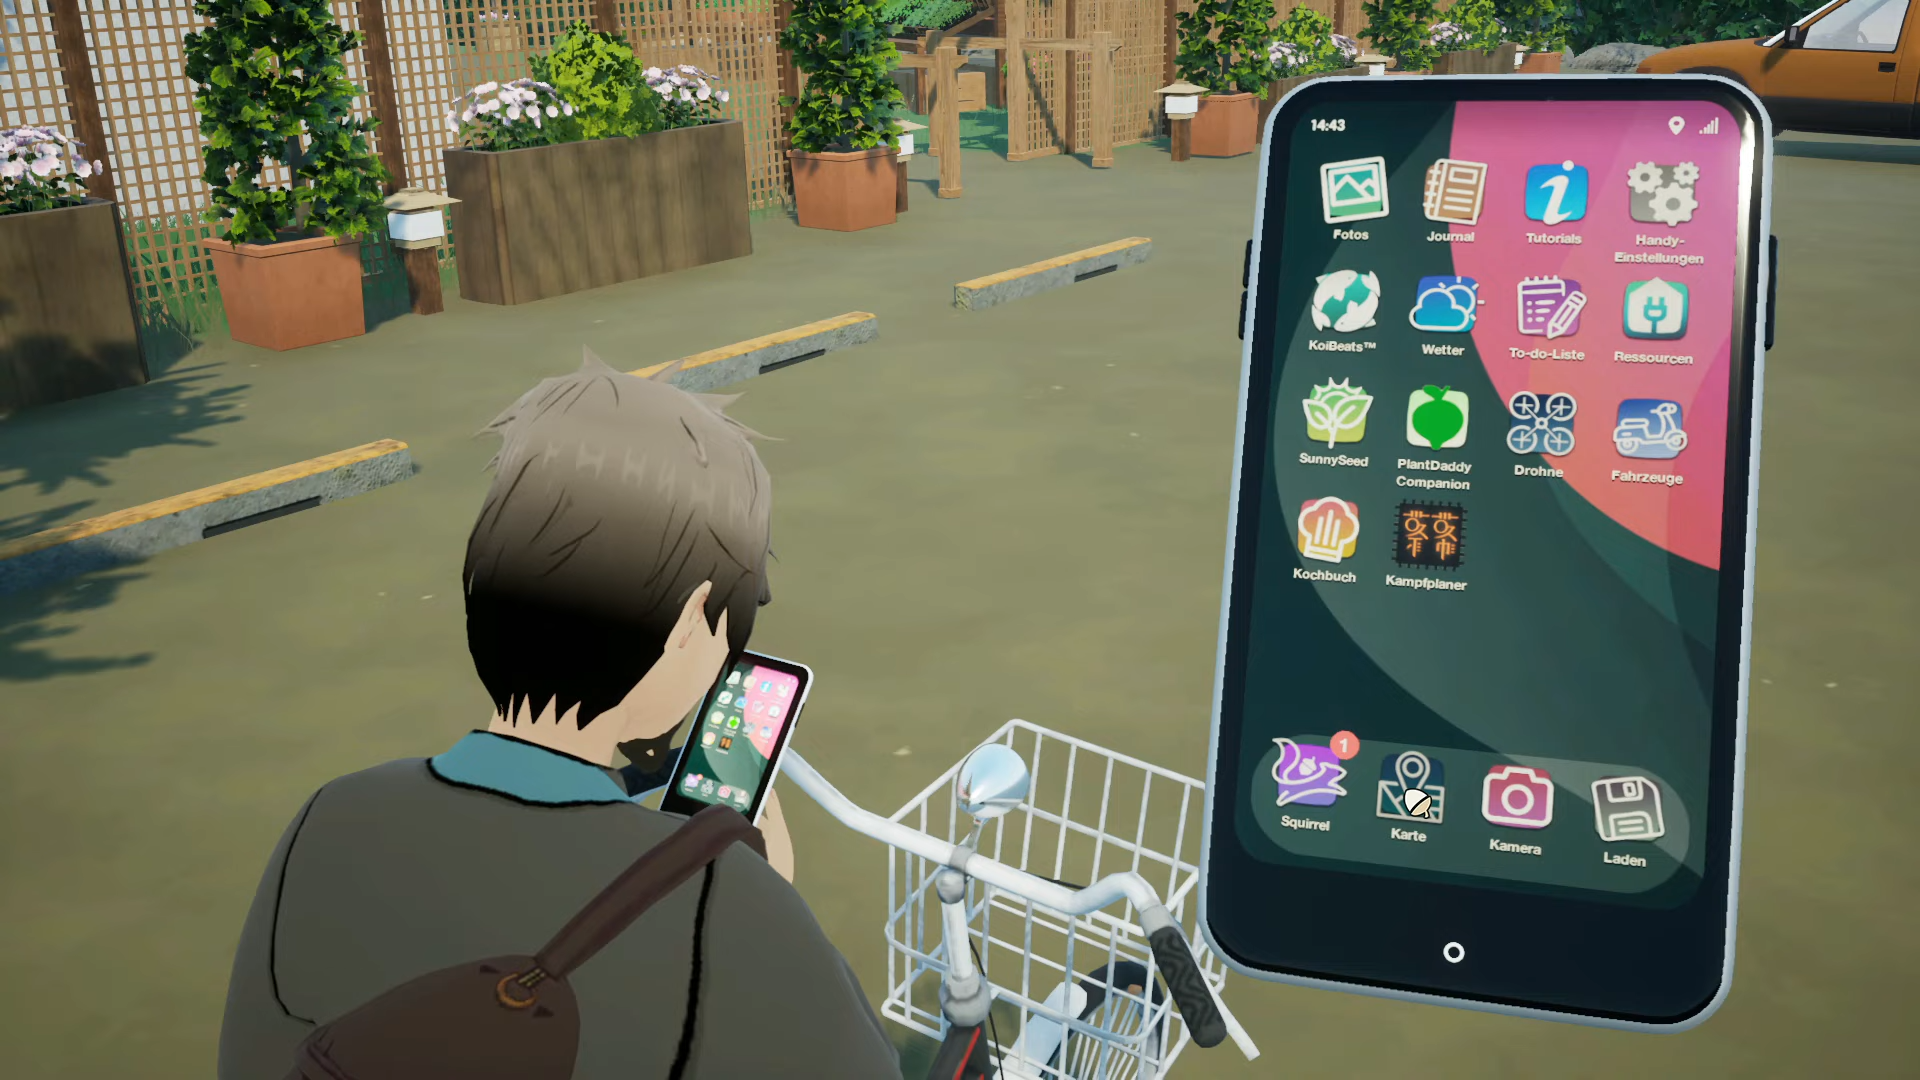 14:43
Fotos
Journal
Tutorials
Handy-
Einstellungen
KoiBeats™
Wetter
To-do-Liste
Ressourcen
SunnySeed
PlantDaddy
Companion
Drohne
Fahrzeuge
Kochbuch
Kampfplaner
1
Squirrel
Karte
Kamera
Laden